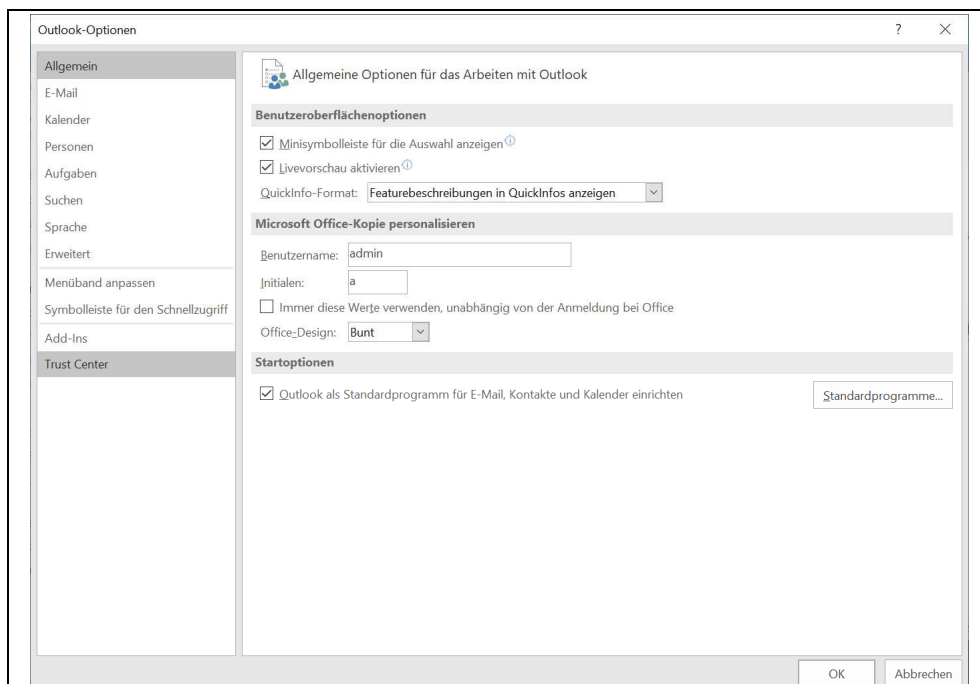 Outlook-Optionen ?
Allgemein
E-Mail
Kalender
Personen
Aufgaben
Suchen
Sprache
Erweitert
Menüband anpassen
Symbolleiste für den Schnellzugriff
Add-Ins
Trust Center
Allgemeine Optionen für das Arbeiten mit Outlook
Benutzeroberflächenoptionen
Minisymbolleiste für die Auswahl anzeigen
Livevorschau aktivieren
QuickInfo-Format: Featurebeschreibungen in QuickInfos anzeigen
Microsoft Office-Kopie personalisieren
Benutzername: admin
Initialen: a
Immer diese Werte verwenden, unabhängig von der Anmeldung bei Office
Office-Design: Bunt
Startoptionen
Outlook als Standardprogramm für E-Mail, Kontakte und Kalender einrichten Standardprogramme...
OK Abbrechen